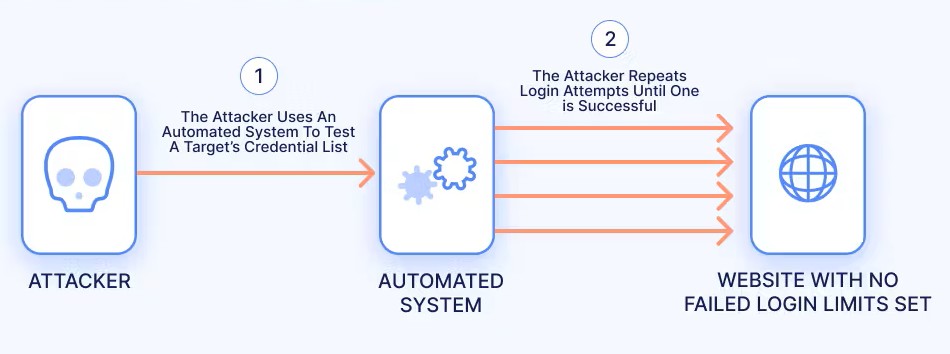 1
The Attacker Uses An
Automated System To Test
A Target's Credential List
2
The Attacker Repeats
Login Attempts Until One
is Successful
ATTACKER
AUTOMATED
SYSTEM
WEBSITE WITH NO
FAILED LOGIN LIMITS SET